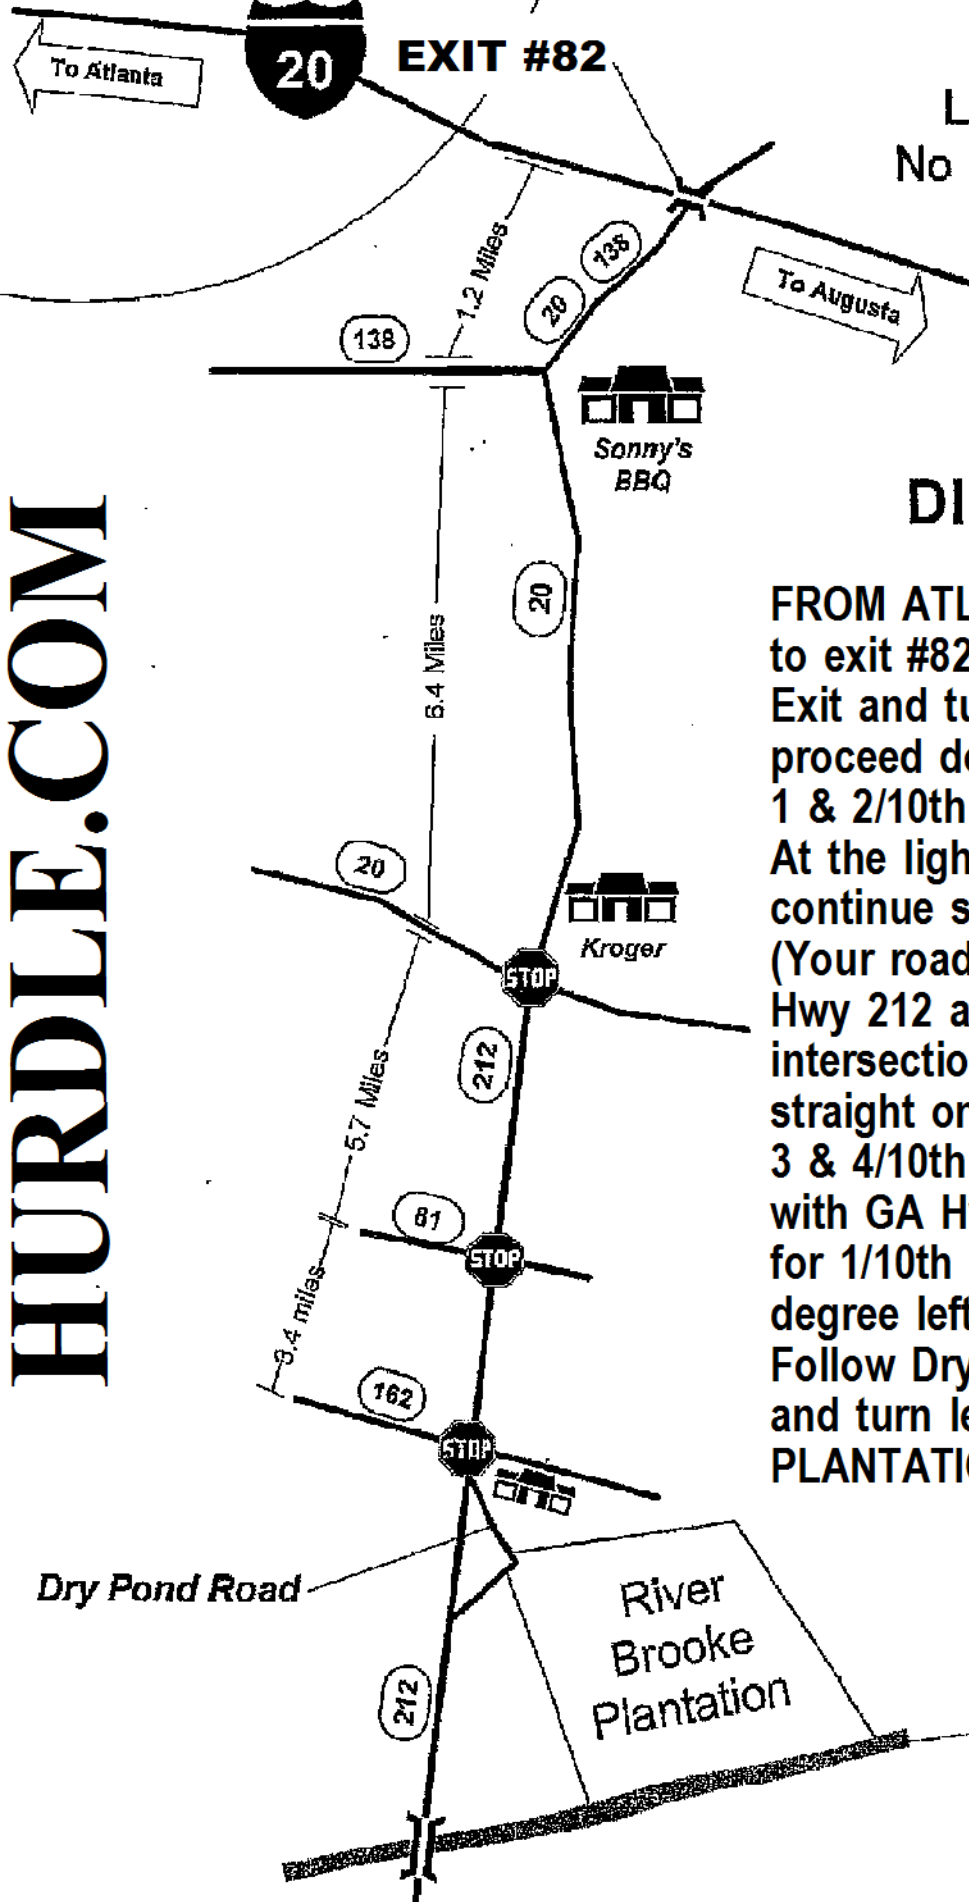 To Atlanta
20
EXIT #82
L
No
1.2 Miles
138
20
To Augusta
138
Sonny's
BBQ
DI
20
6.4 Miles
HURDLE.COM
FROM ATL
to exit #82
Exit and tu
proceed do
1 & 2/10th
At the ligh
continue s
(Your road
Hwy 212 a
intersectio
straight on
3 & 4/10th
with GA H
for 1/10th
degree left
Follow Dry
and turn le
PLANTATIO
20
Kroger
STOP
212
5.7 Miles
81
STOP
3.4 miles
162
STOP
Dry Pond Road
River
Brooke
Plantation
212